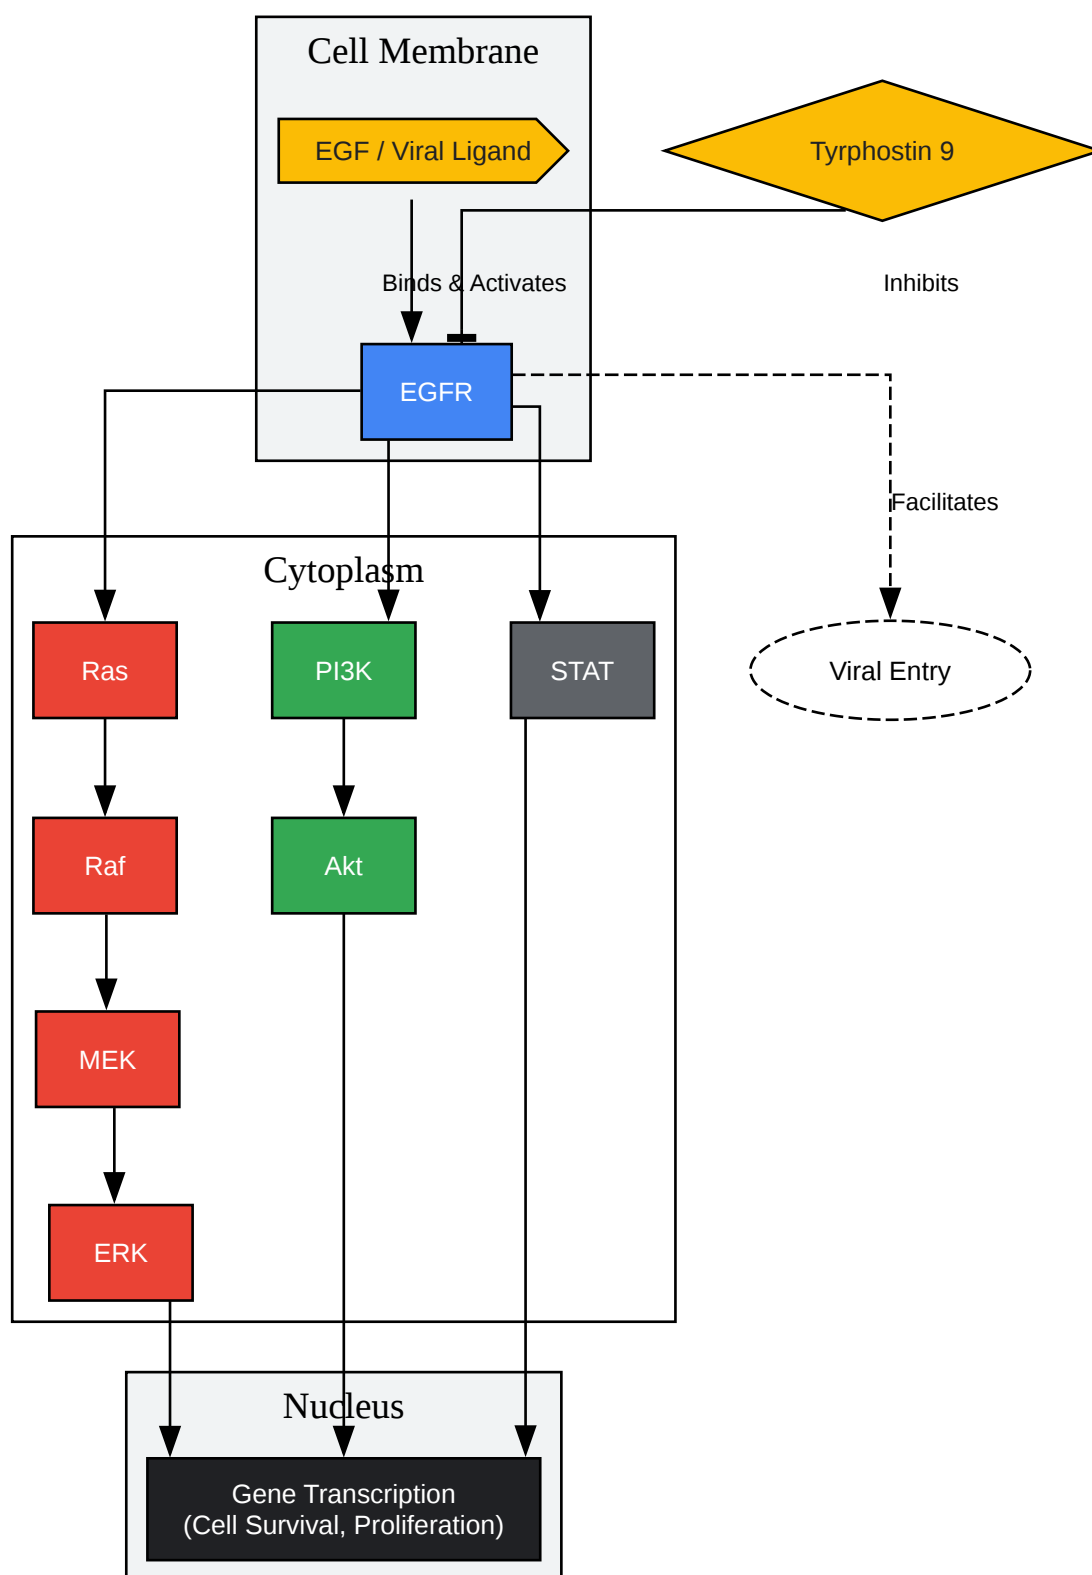 Cell Membrane
EGF / Viral Ligand
Tyrphostin 9
Binds & Activates
Inhibits
EGFR
Facilitates
Cytoplasm
Ras
PI3K
STAT
Viral Entry
Raf
Akt
MEK
ERK
Nucleus
Gene Transcription
(Cell Survival, Proliferation)